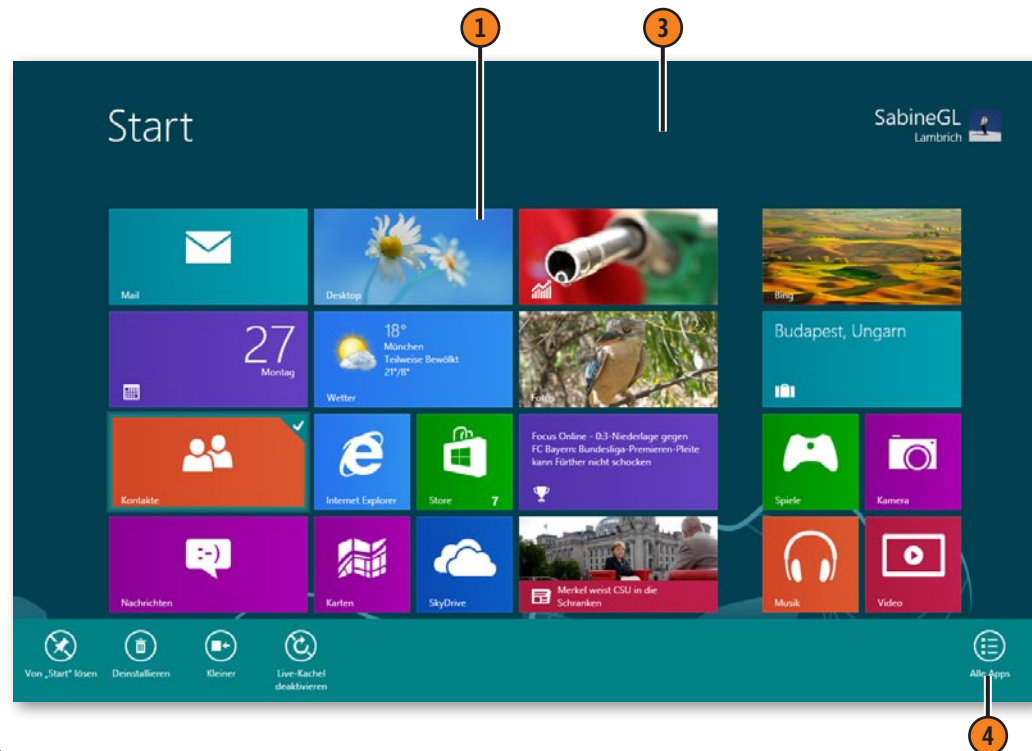 1
3
Start
SabineGL
Lambrich
Mail
Desktop
Bing
27
Montag
18°
München
Teilweise Bewölkt
21°/8°
Wetter
Fotos
Budapest, Ungarn
Kontakte
Internet Explorer
Store
7
Focus Online - 0:3-Niederlage gegen
FC Bayern: Bundesliga-Premieren-Pleite
kann Fürther nicht schocken
Spiele
Kamera
Nachrichten
Karten
SkyDrive
Merkel weist CSU in die
Schranken
Musik
Video
Von „Start“ lösen
Deinstallieren
Kleiner
Live-Kachel
deaktivieren
Alle Apps
4